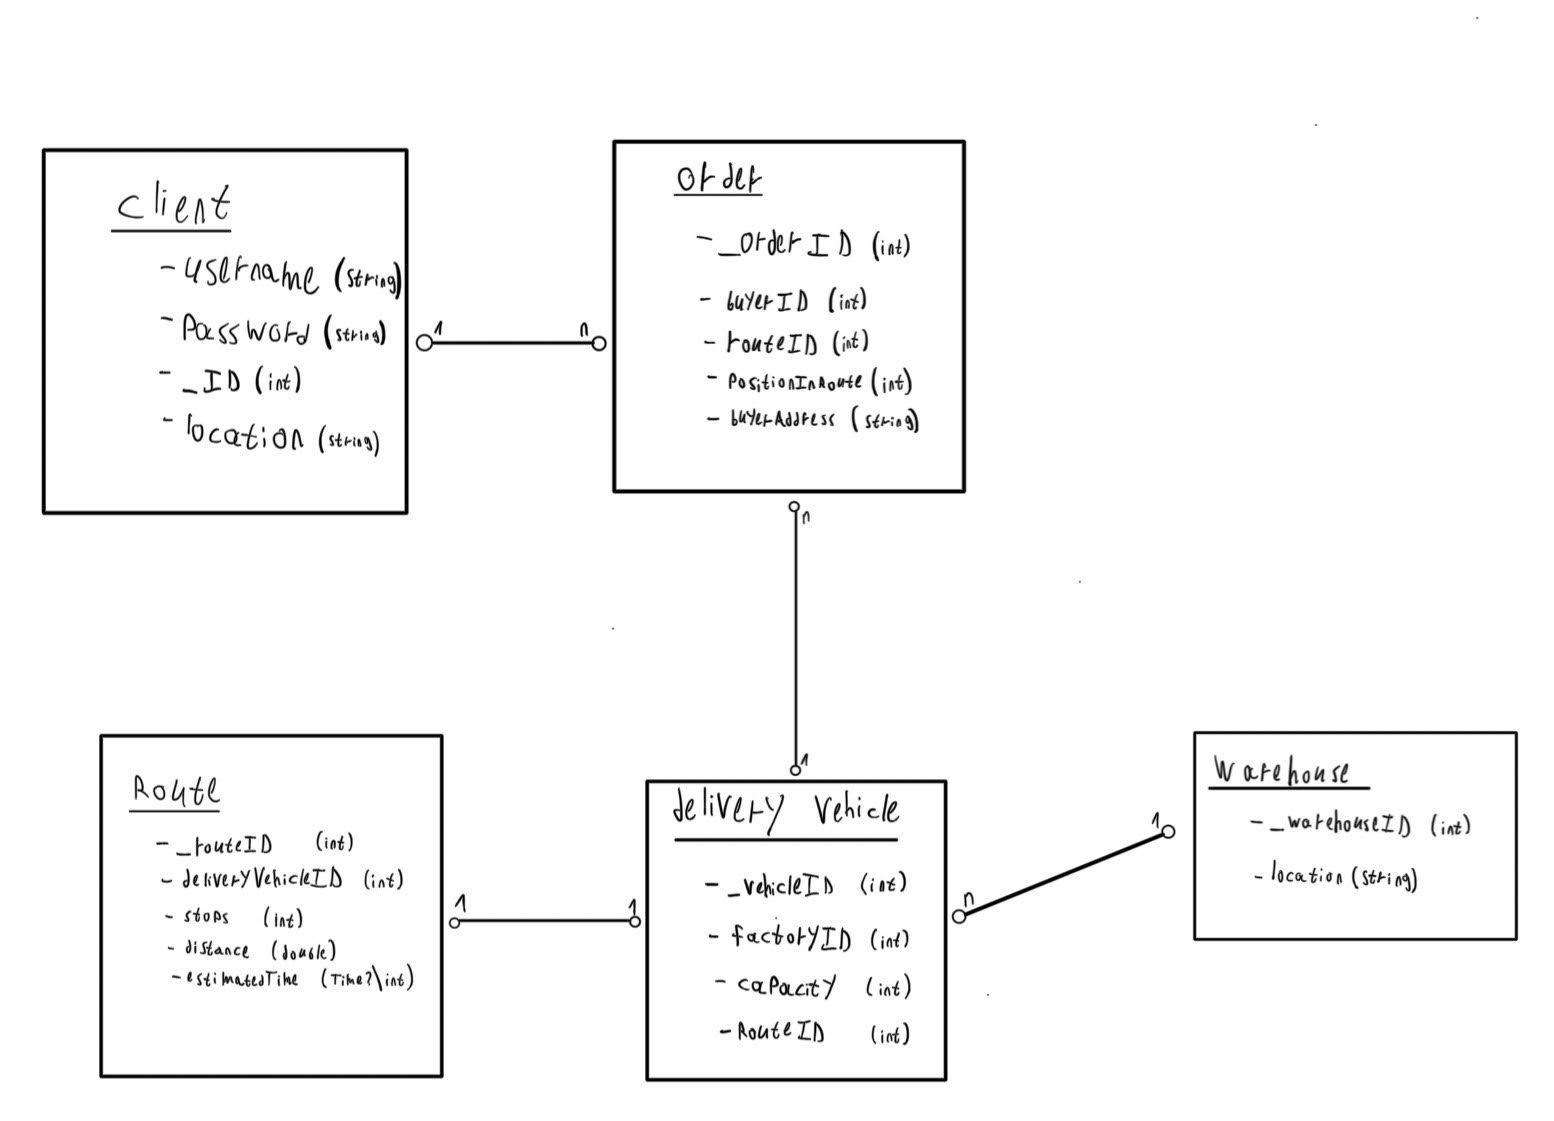 Client
- username (string)
- Password (string)
- _ID (int)
- location (string)
1 n
Order
- _OrderID (int)
- buyerID (int)
- routeID (int)
- PositionInRoute (int)
- buyerAddress (string)
n
1
Route
- _routeID (int)
- deliveryVehicleID (int)
- stops (int)
- distance (double)
- estimatedTime (Time?\int)
1 1
delivery Vehicle
- _vehicleID (int)
- factoryID (int)
- caPacity (int)
- RouteID (int)
n 1
Warehouse
- _warehouseID (int)
- location (string)